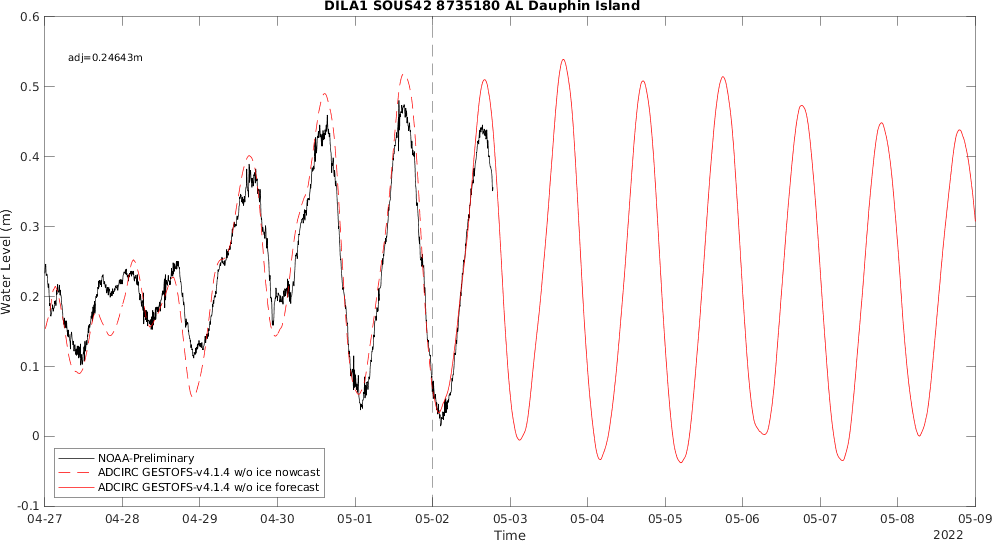 DILA1 SOUS42 8735180 AL Dauphin Island
adj=0.24643m
0.6
0.5
0.4
0.3
0.2
0.1
0
-0.1
Water Level (m)
NOAA-Preliminary
ADCIRC GESTOFS-v4.1.4 w/o ice nowcast
ADCIRC GESTOFS-v4.1.4 w/o ice forecast
04-27 04-28 04-29 04-30 05-01 05-02 05-03 05-04 05-05 05-06 05-07 05-08 05-09
Time
2022